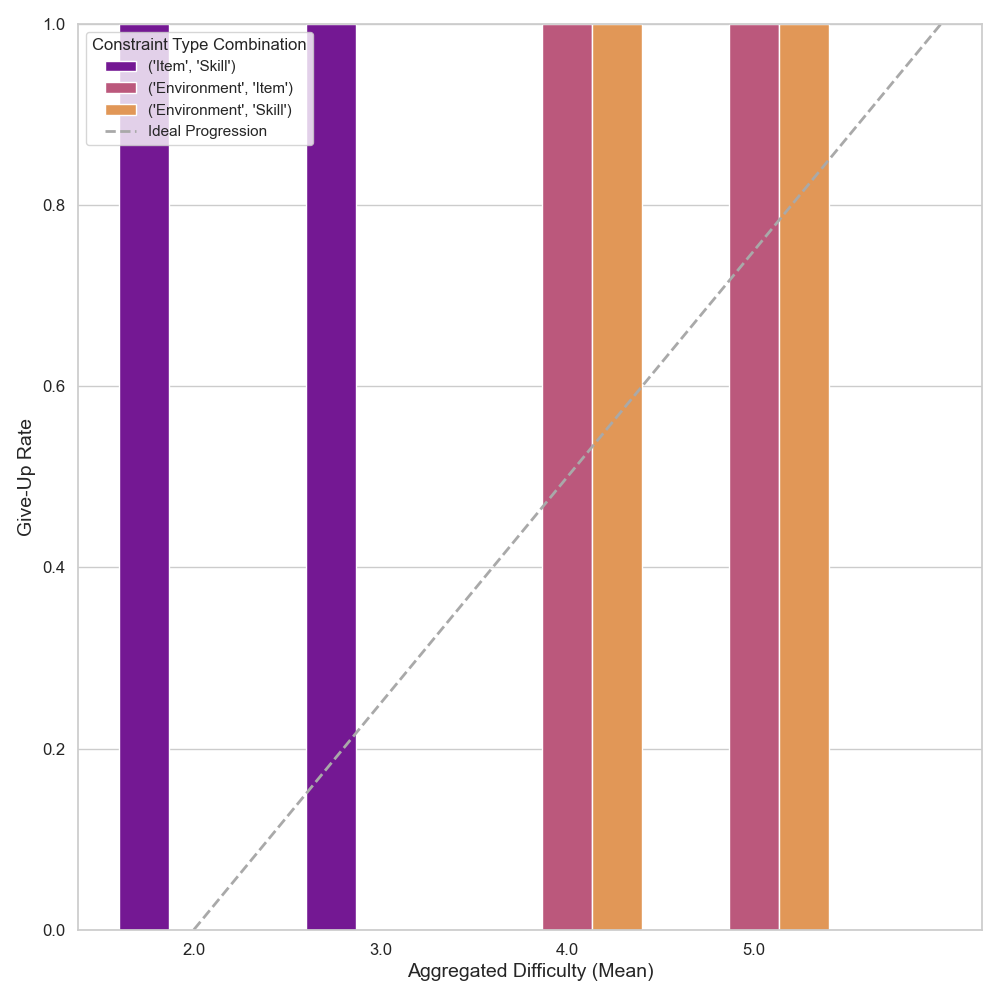 1.0
0.8
0.6
0.4
0.2
0.0
Give-Up Rate
Constraint Type Combination
('Item', 'Skill')
('Environment', 'Item')
('Environment', 'Skill')
Ideal Progression
2.0 3.0 4.0 5.0
Aggregated Difficulty (Mean)